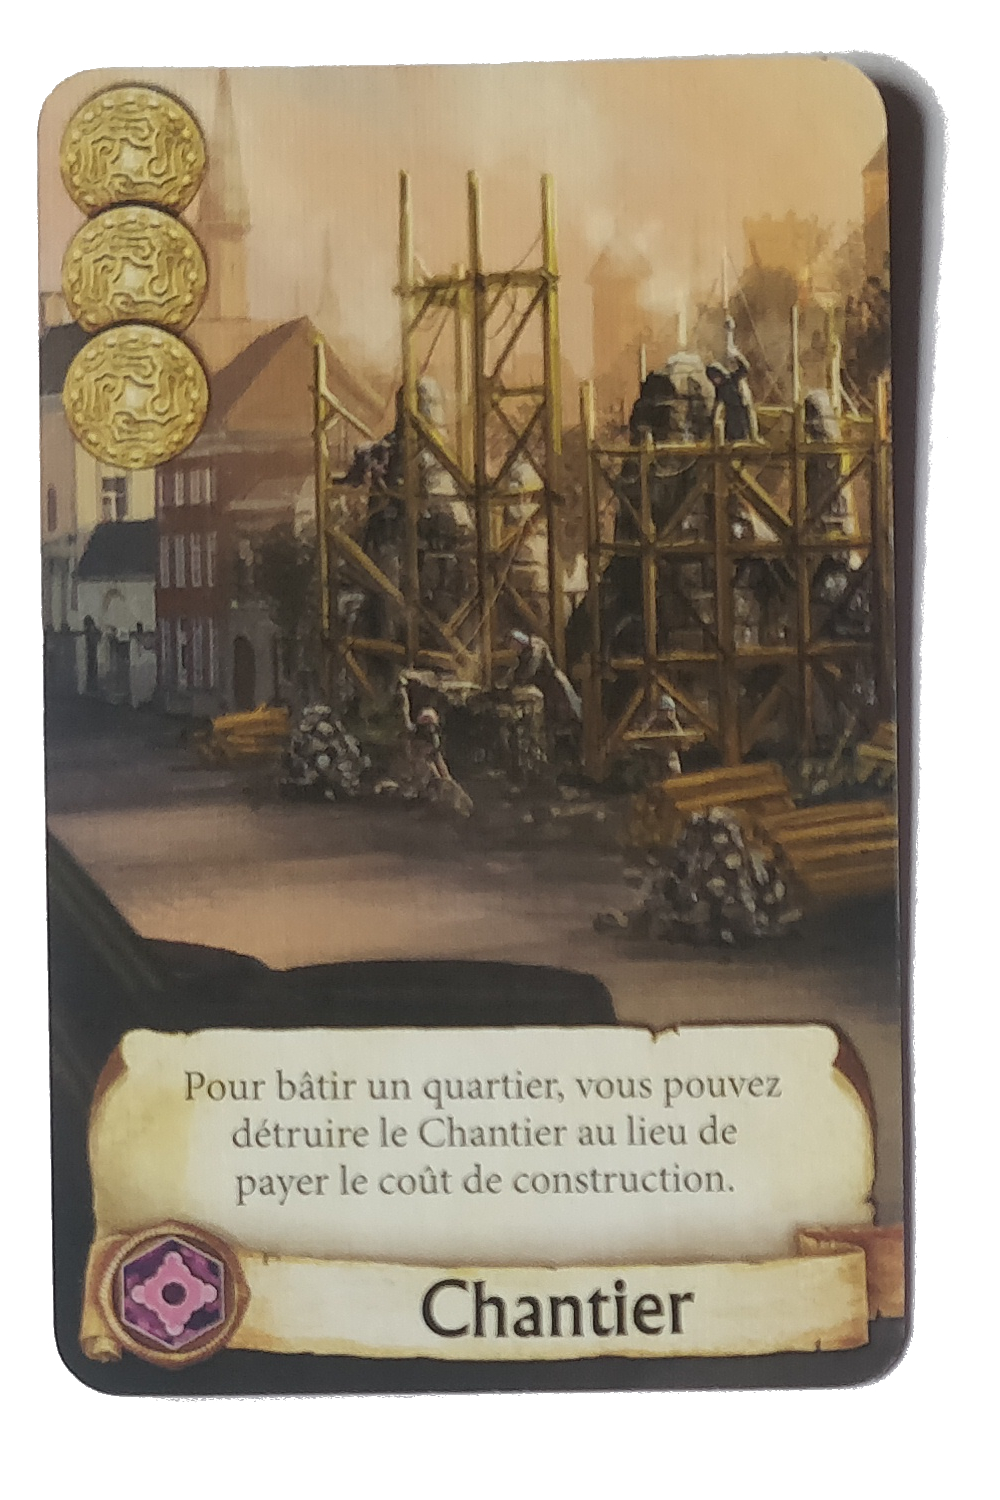 Pour bâtir un quartier, vous pouvez
détruire le Chantier au lieu de
payer le coût de construction.
Chantier